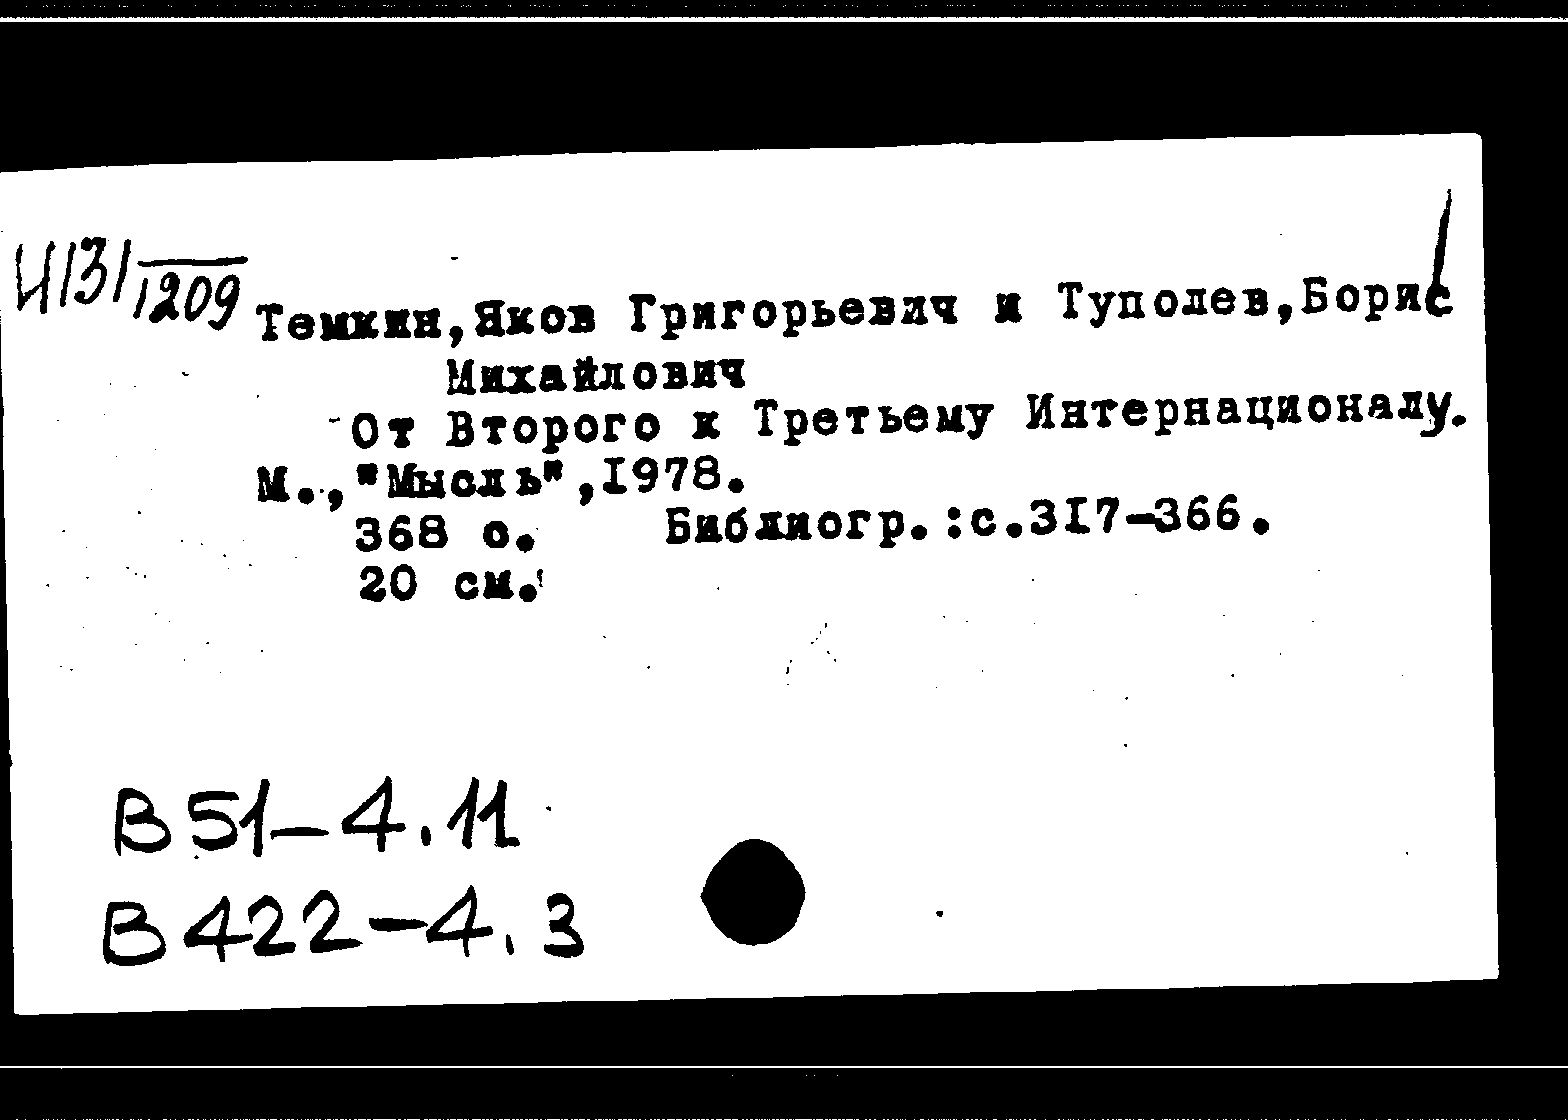 И131/1209
Темкин,Яков Григорьевич и Туполев,Борис
Михайлович
От Второго к Третьему Интернационалу.
М.,"Мысль",1978.
368 с. Библиогр.:с.317-366.
20 см.
В51-4.11
В422-4.3